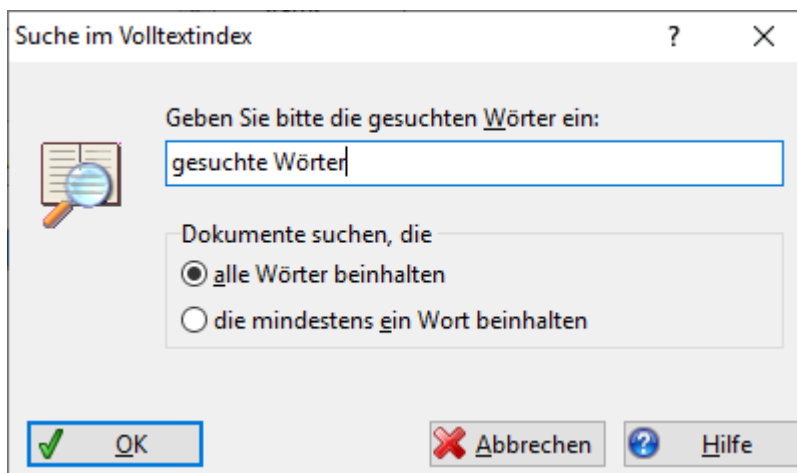 Suche im Volltextindex
Geben Sie bitte die gesuchten Wörter ein:
gesuchte Wörter
Dokumente suchen, die
alle Wörter beinhalten
die mindestens ein Wort beinhalten
OK Abbrechen Hilfe